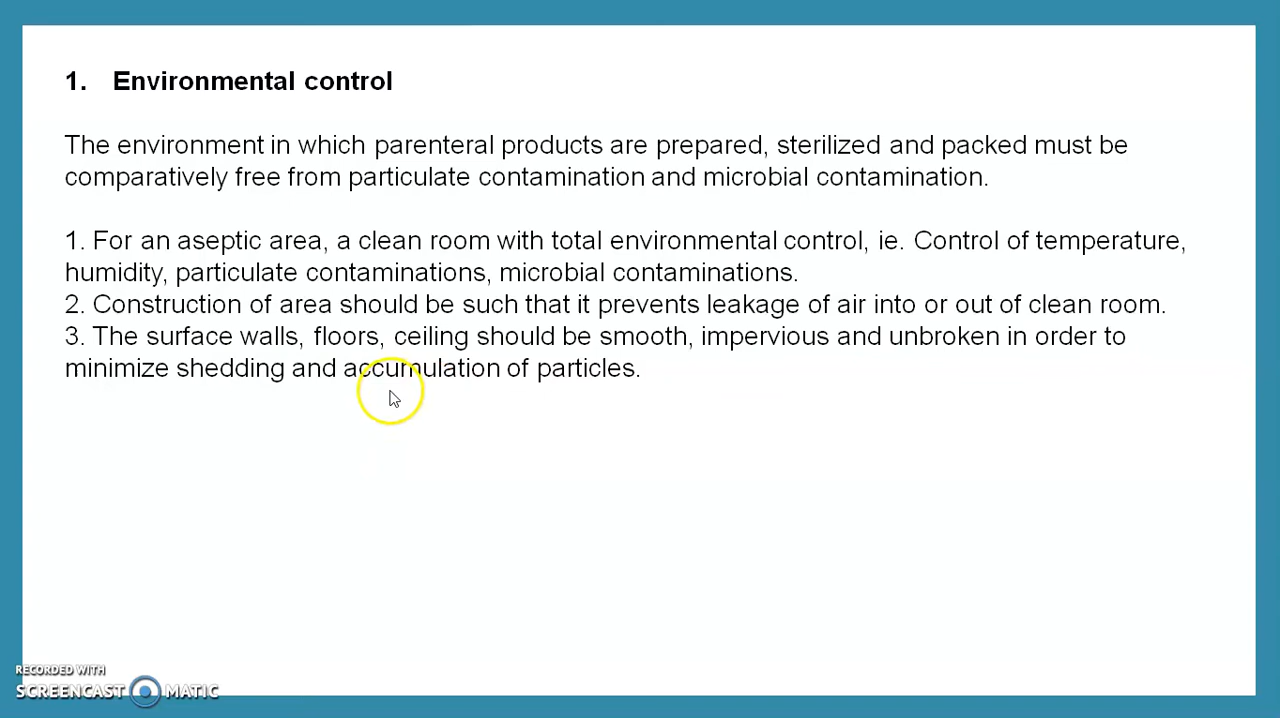 1. Environmental control
The environment in which parenteral products are prepared, sterilized and packed must be
comparatively free from particulate contamination and microbial contamination.
1. For an aseptic area, a clean room with total environmental control, ie. Control of temperature,
humidity, particulate contaminations, microbial contaminations.
2. Construction of area should be such that it prevents leakage of air into or out of clean room.
3. The surface walls, floors, ceiling should be smooth, impervious and unbroken in order to
minimize shedding and accumulation of particles.
RECORDED WITH
SCREENCAST MATIC